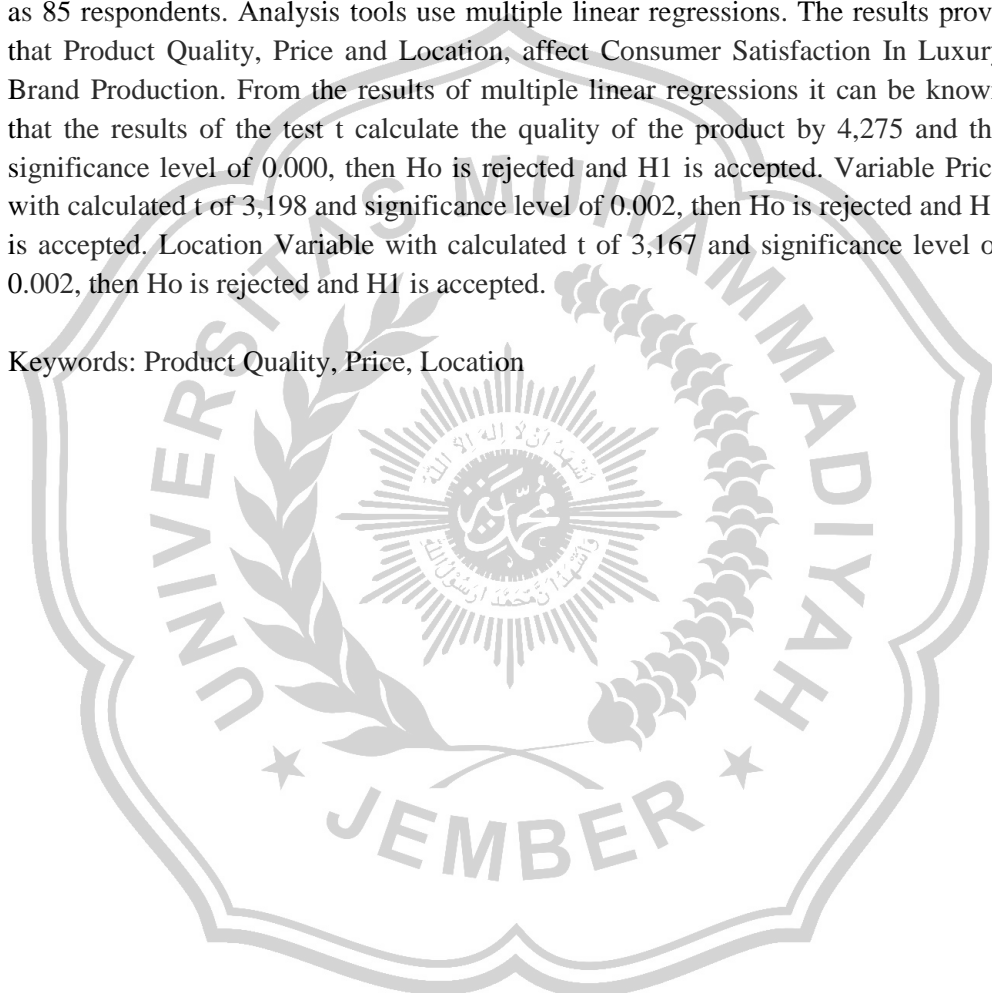 as 85 respondents. Analysis tools use multiple linear regressions. The results prov
that Product Quality, Price and Location, affect Consumer Satisfaction In Luxury
Brand Production. From the results of multiple linear regressions it can be known
that the results of the test t calculate the quality of the product by 4,275 and th
significance level of 0.000, then Ho is rejected and H1 is accepted. Variable Pric
with calculated t of 3,198 and significance level of 0.002, then Ho is rejected and H
is accepted. Location Variable with calculated t of 3,167 and significance level o
0.002, then Ho is rejected and H1 is accepted.
Keywords: Product Quality, Price, Location
UNIVERSITAS MUHAMMADIYAH
JEMBER